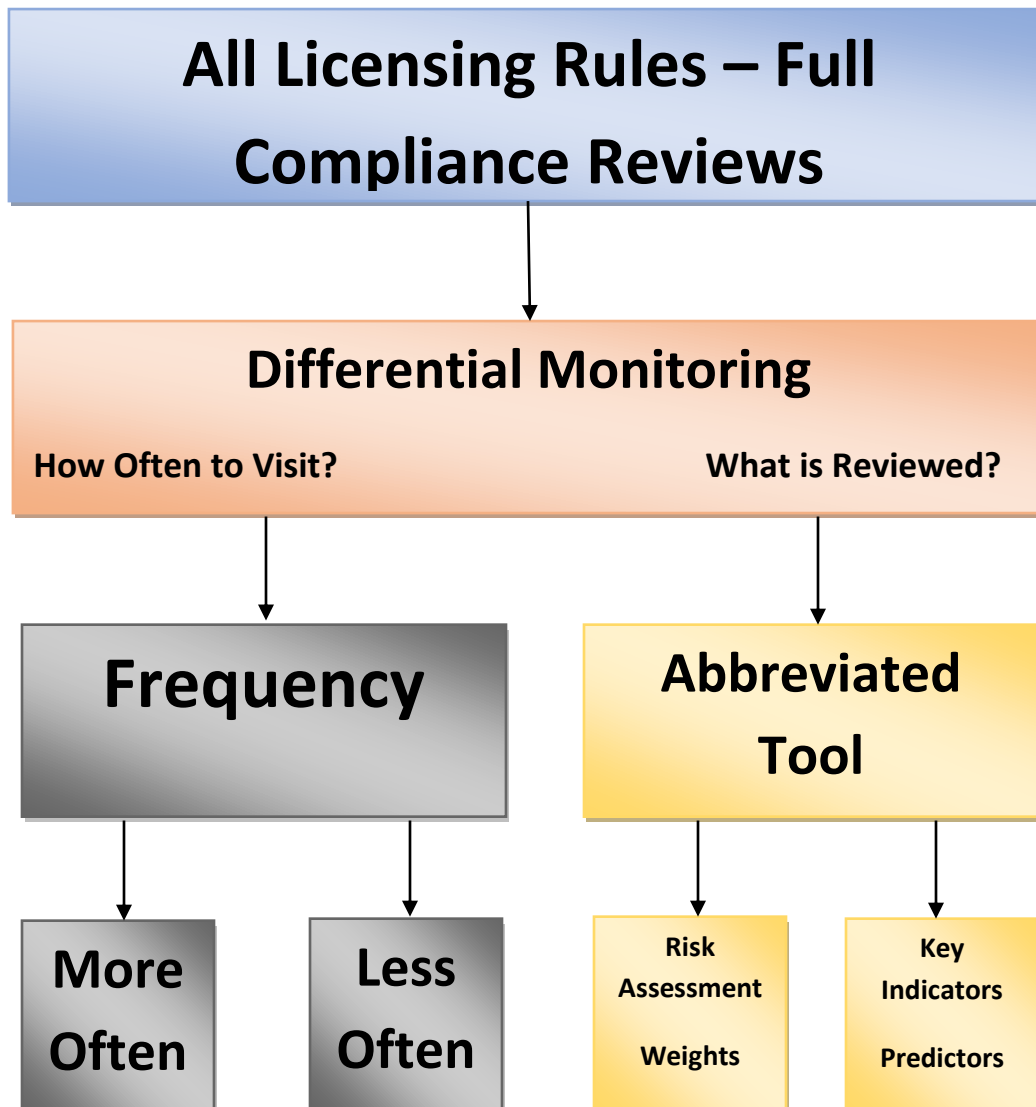 All Licensing Rules – Full
Compliance Reviews
Differential Monitoring
How Often to Visit?
What is Reviewed?
Frequency
Abbreviated
Tool
More
Often
Less
Often
Risk
Assessment
Weights
Key
Indicators
Predictors